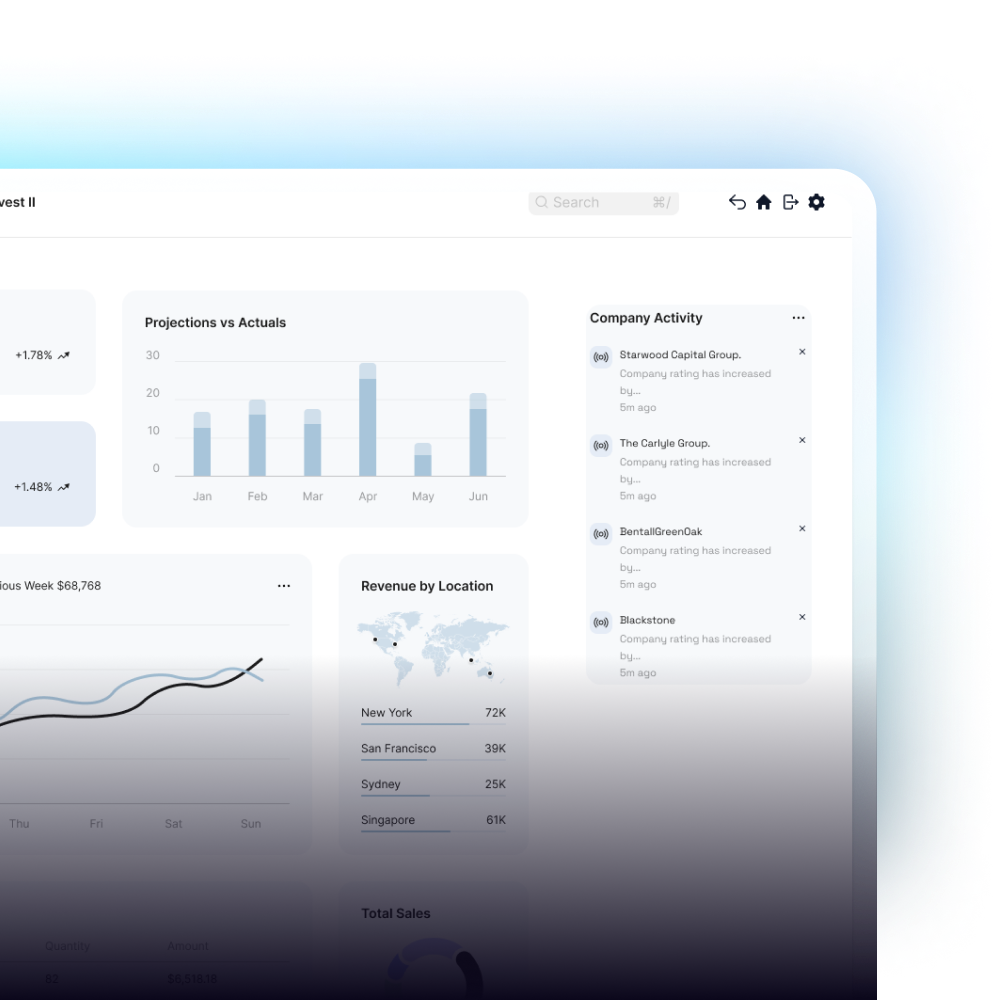 vest II
Search ⌘/
+1.78%
+1.48%
Projections vs Actuals
30
20
10
0
Jan Feb Mar Apr May Jun
Company Activity
Starwood Capital Group.
Company rating has increased
by...
5m ago
The Carlyle Group.
Company rating has increased
by...
5m ago
BentallGreenOak
Company rating has increased
by...
5m ago
Blackstone
Company rating has increased
by...
5m ago
ious Week $68,768
Thu Fri Sat Sun
Revenue by Location
New York 72K
San Francisco 39K
Sydney 25K
Singapore 61K
Quantity Amount
82 $6,518.18
Total Sales